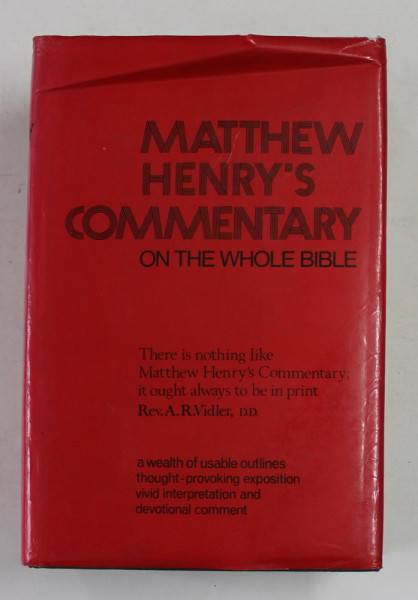 MATTHEW
HENRY'S
COMMENTARY
ON THE WHOLE BIBLE
There is nothing like
Matthew Henry's Commentary;
it ought always to be in print
Rev. A.R.Vidler, D.D.
a wealth of usable outlines
thought-provoking exposition
vivid interpretation and
devotional comment